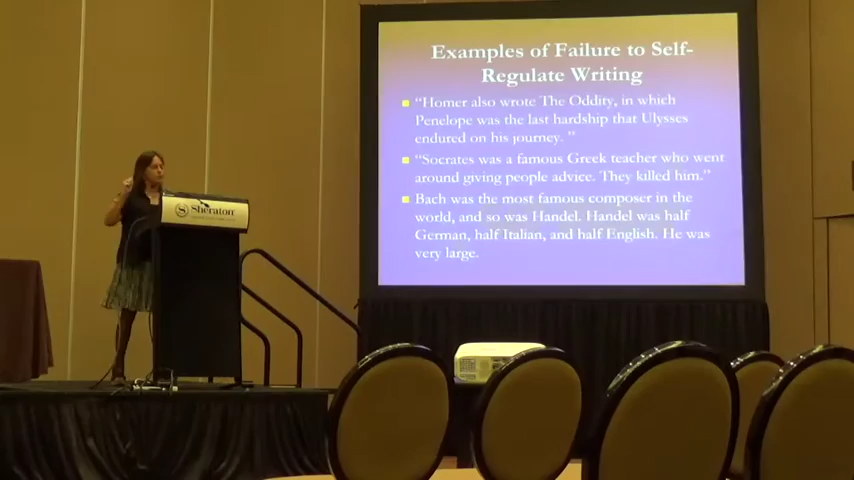 Examples of Failure to Self-
Regulate Writing
"Homer also wrote The Oddity, in which
Penelope was the last hardship that Ulysses
endured on his journey. "
"Socrates was a famous Greek teacher who went
around giving people advice. They killed him."
Bach was the most famous composer in the
world, and so was Handel. Handel was half
German, half Italian, and half English. He was
very large.
Sheraton